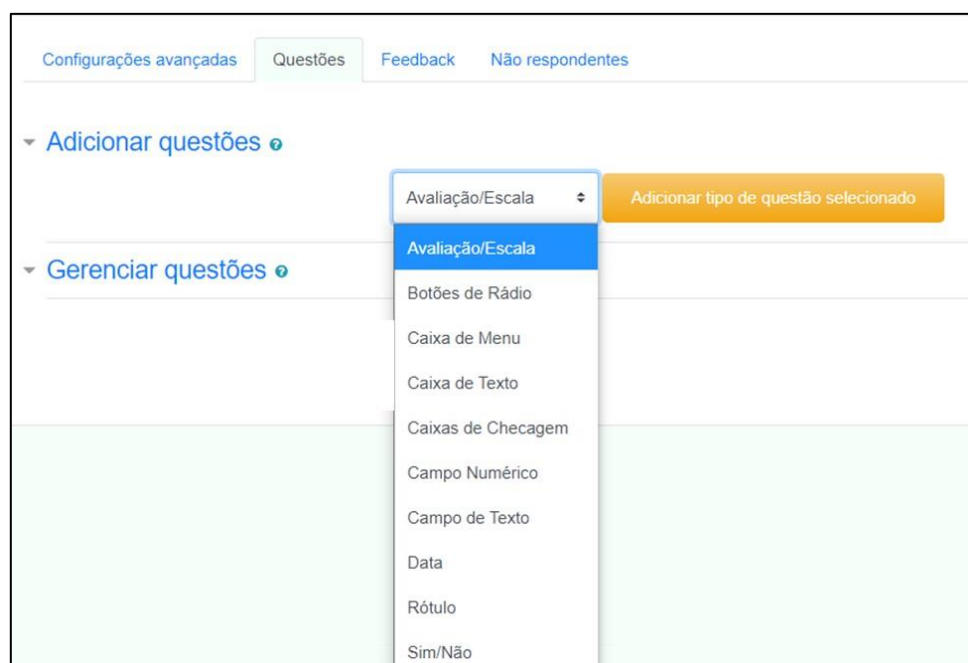 Configurações avançadas Questões Feedback Não respondentes
Adicionar questões
Avaliação/Escala Adicionar tipo de questão selecionado
Avaliação/Escala
Gerenciar questões
Botões de Rádio
Caixa de Menu
Caixa de Texto
Caixas de Checagem
Campo Numérico
Campo de Texto
Data
Rótulo
Sim/Não